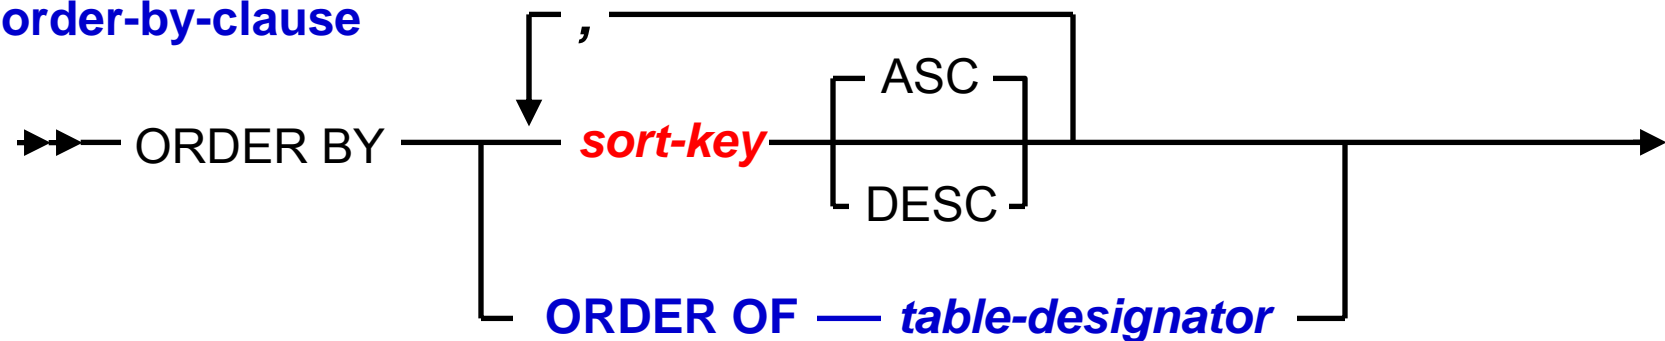 order-by-clause
,
ASC
ORDER BY sort-key
DESC
ORDER OF table-designator